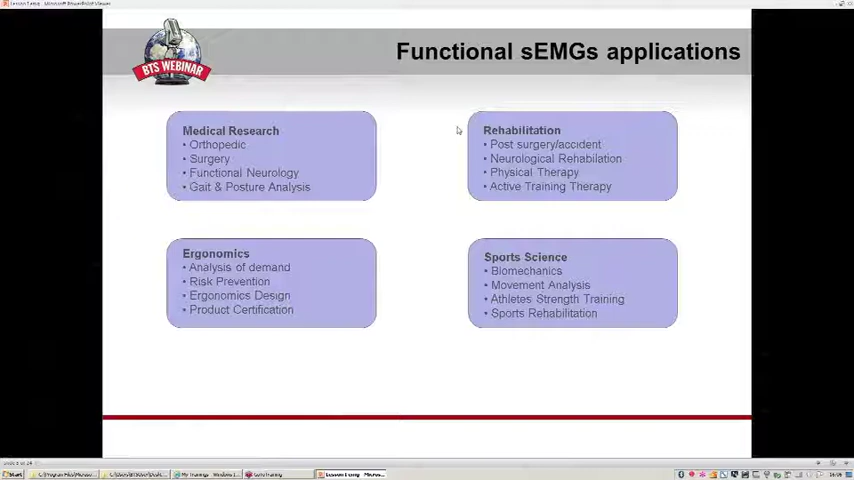 Functional sEMGs applications
BTS WEBINAR
Medical Research
• Orthopedic
• Surgery
• Functional Neurology
• Gait & Posture Analysis
Rehabilitation
• Post surgery/accident
• Neurological Rehabilation
• Physical Therapy
• Active Training Therapy
Ergonomics
• Analysis of demand
• Risk Prevention
• Ergonomics Design
• Product Certification
Sports Science
• Biomechanics
• Movement Analysis
• Athletes Strength Training
• Sports Rehabilitation
Start